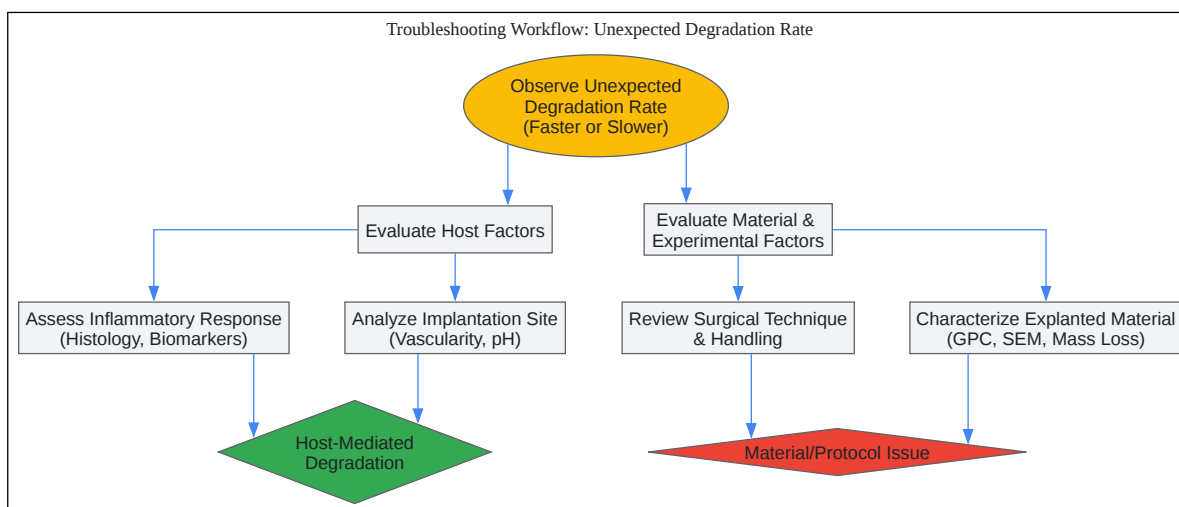 Troubleshooting Workflow: Unexpected Degradation Rate
Observe Unexpected
Degradation Rate
(Faster or Slower)
Evaluate Host Factors
Evaluate Material &
Experimental Factors
Assess Inflammatory Response
(Histology, Biomarkers)
Analyze Implantation Site
(Vascularity, pH)
Review Surgical Technique
& Handling
Characterize Explanted Material
(GPC, SEM, Mass Loss)
Host-Mediated
Degradation
Material/Protocol Issue